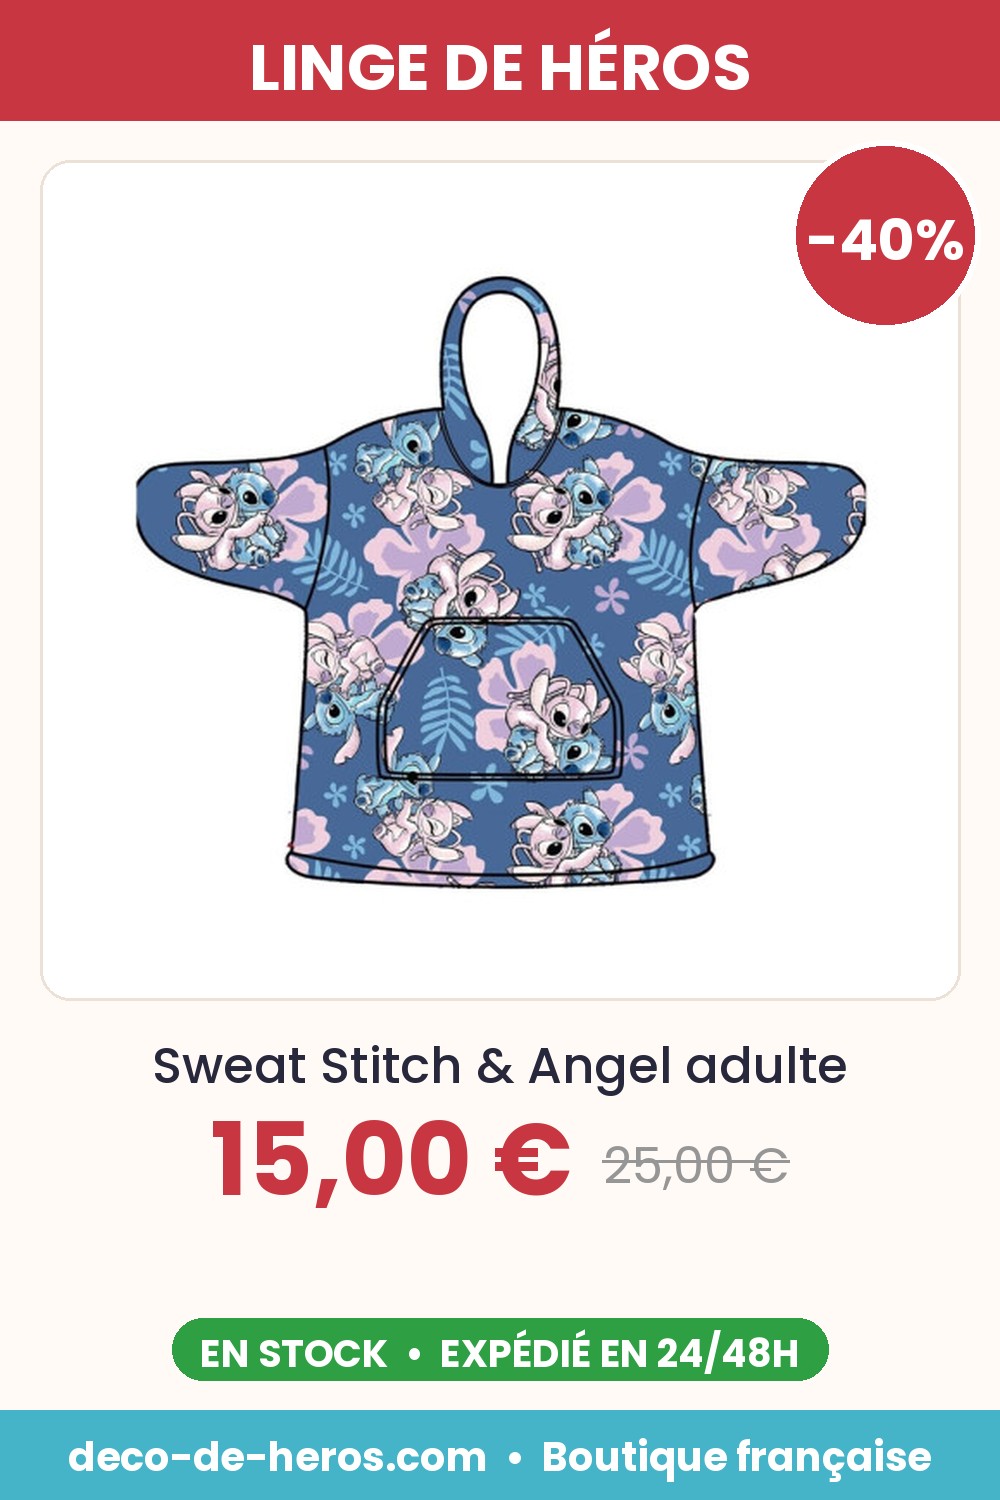 LINGE DE HÉROS
-40%
Sweat Stitch & Angel adulte
15,00 € 25,00 €
EN STOCK • EXPÉDIÉ EN 24/48H
deco-de-heros.com • Boutique française